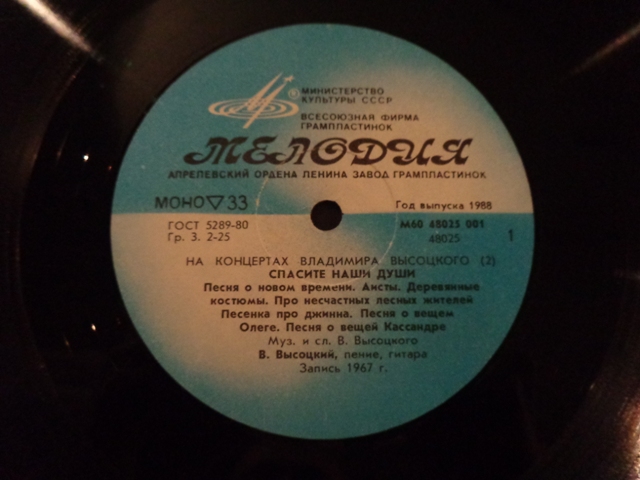 МИНИСТЕРСТВО
КУЛЬТУРЫ СССР
ВСЕСОЮЗНАЯ ФИРМА
ГРАМПЛАСТИНОК
МЕЛОДИЯ
АПРЕЛЕВСКИЙ ОРДЕНА ЛЕНИНА ЗАВОД ГРАМПЛАСТИНОК
МОНО 33
Год выпуска 1988
ГОСТ 5289-80
М60 48025 001
Гр. 3. 2-25
48025
1
НА КОНЦЕРТАХ ВЛАДИМИРА ВЫСОЦКОГО (2)
СПАСИТЕ НАШИ ДУШИ
Песня о новом времени. Аисты. Деревянные
костюмы. Про несчастных лесных жителей
Песенка про джинна. Песня о вещем
Олеге. Песня о вещей Кассандре
Муз. и сл. В. Высоцкого
В. Высоцкий, пение, гитара
Запись 1967 г.